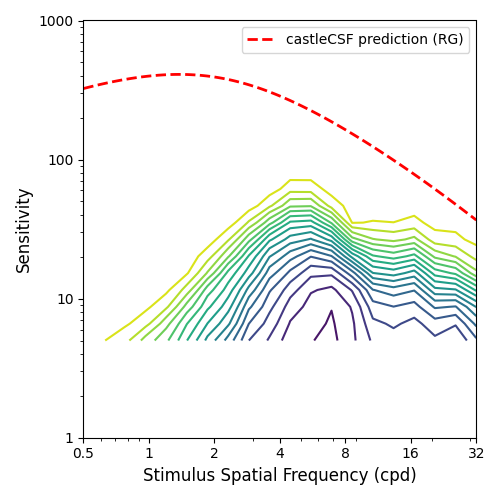 1000
castleCSF prediction (RG)
100
Sensitivity
10
1
0.5 1 2 4 8 16 32
Stimulus Spatial Frequency (cpd)